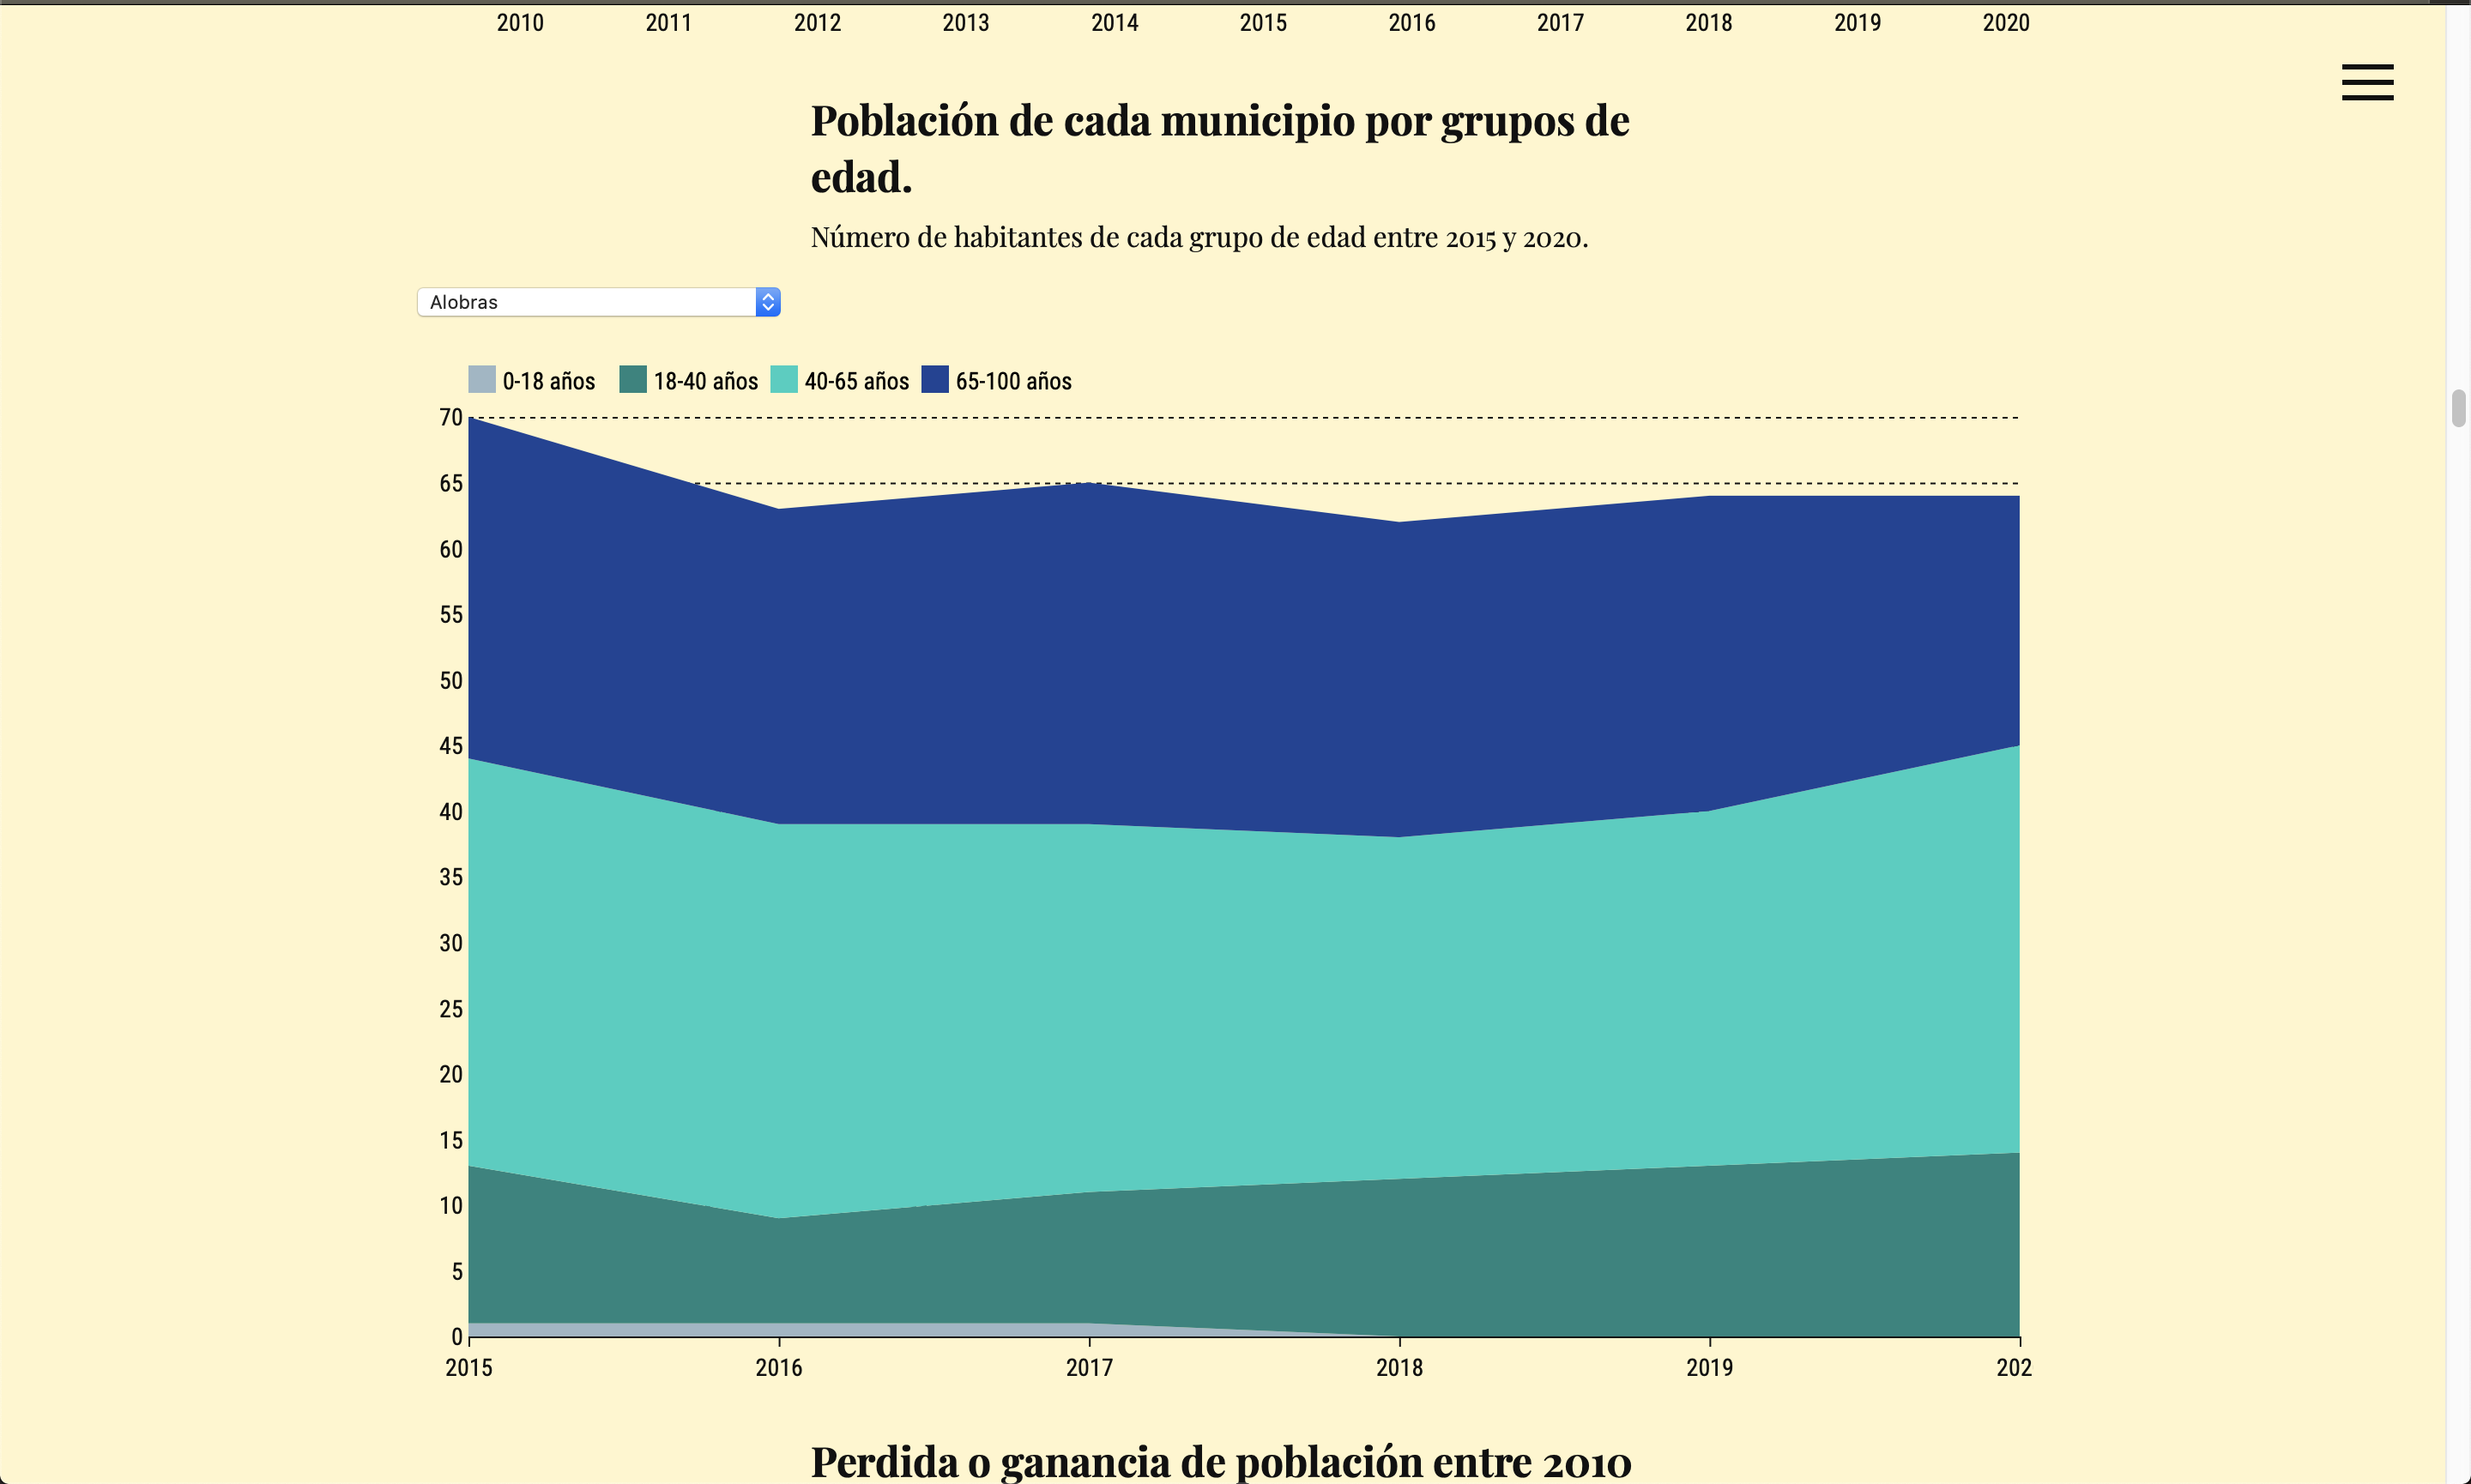 2010 2011 2012 2013 2014 2015 2016 2017 2018 2019 2020
Población de cada municipio por grupos de
edad.
Número de habitantes de cada grupo de edad entre 2015 y 2020.
Alobras
0-18 años 18-40 años 40-65 años 65-100 años
70
65
60
55
50
45
40
35
30
25
20
15
10
5
0
2015 2016 2017 2018 2019 202
Perdida o ganancia de población entre 2010